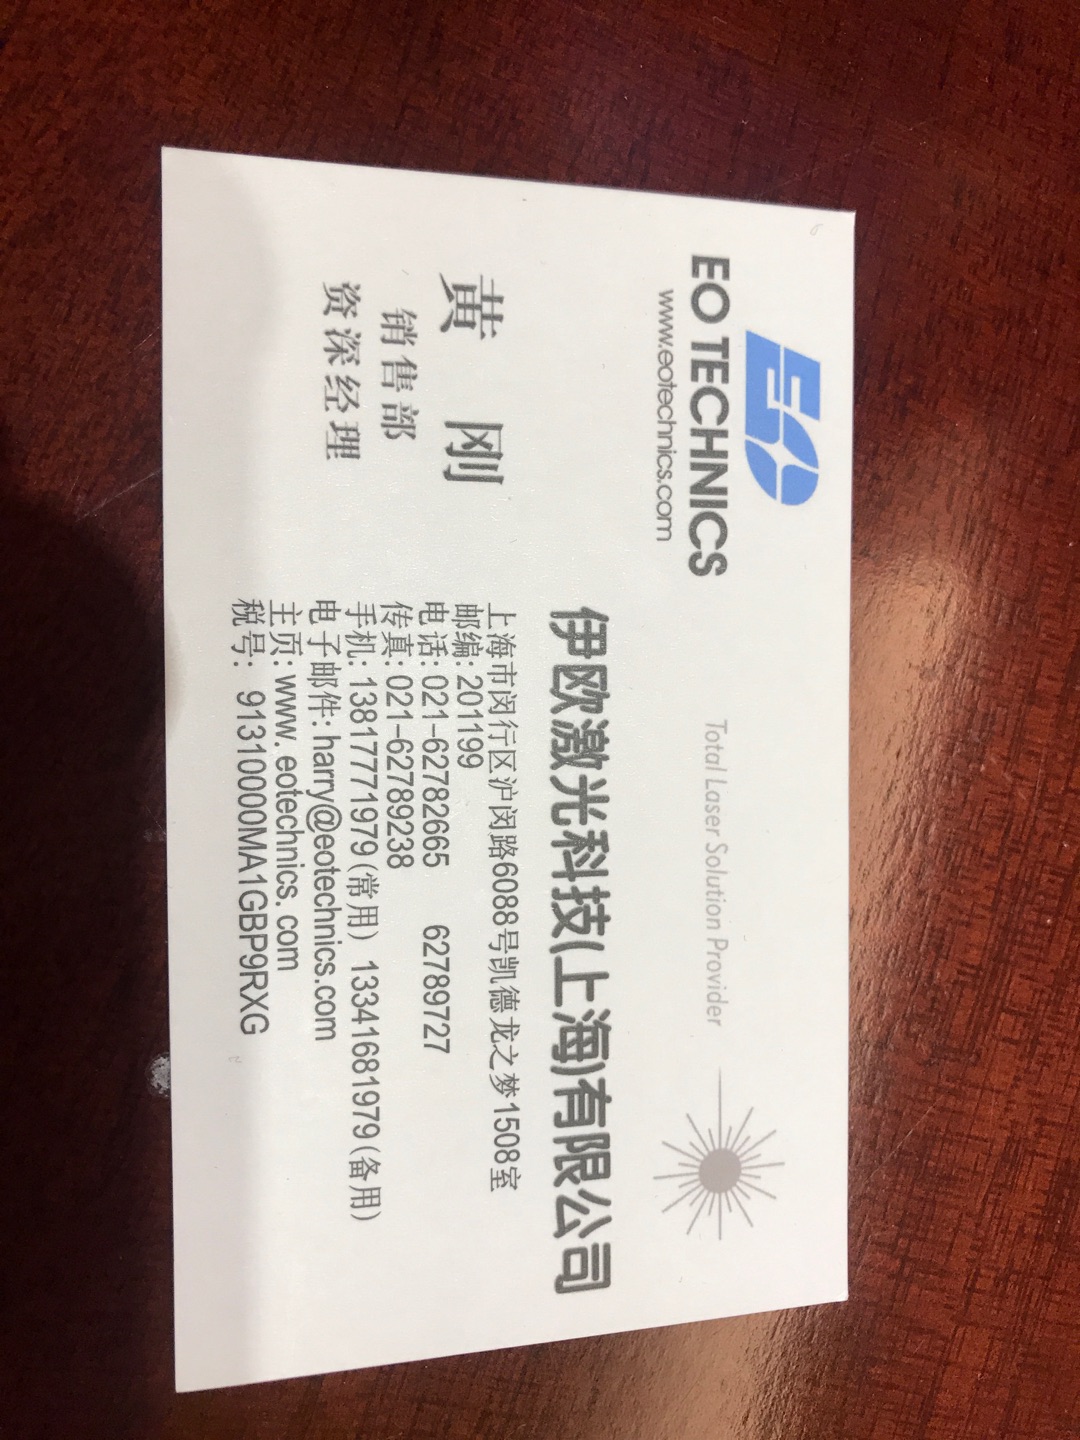 EO
EO TECHNICS
www.eotechnics.com
Total Laser Solution Provider
伊欧激光科技(上海)有限公司
黄 刚
销售部
资深经理
上海市闵行区沪闵路6088号凯德龙之梦1508室
邮编: 201199
电话: 021-62782665 62789727
传真: 021-62789238
手机: 13817771979(常用) 13341681979(备用)
电子邮件: harry@eotechnics.com
主页: www.eotechnics.com
税号: 91310000MA1GBP9RXG